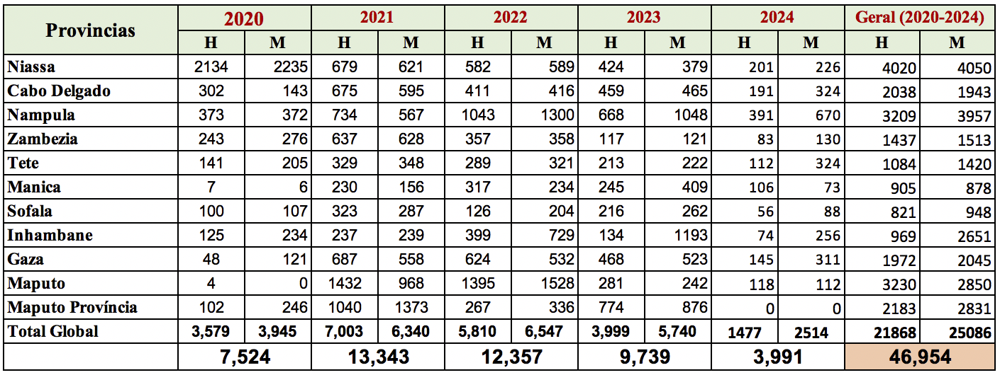 Provincias 2020 2021 2022 2023 2024 Geral (2020-2024)
H M H M H M H M H M H M
Niassa 2134 2235 679 621 582 589 424 379 201 226 4020 4050
Cabo Delgado 302 143 675 595 411 416 459 465 191 324 2038 1943
Nampula 373 372 734 567 1043 1300 668 1048 391 670 3209 3957
Zambezia 243 276 637 628 357 358 117 121 83 130 1437 1513
Tete 141 205 329 348 289 321 213 222 112 324 1084 1420
Manica 7 6 230 156 317 234 245 409 106 73 905 878
Sofala 100 107 323 287 126 204 216 262 56 88 821 948
Inhambane 125 234 237 239 399 729 134 1193 74 256 969 2651
Gaza 48 121 687 558 624 532 468 523 145 311 1972 2045
Maputo 4 0 1432 968 1395 1528 281 242 118 112 3230 2850
Maputo Província 102 246 1040 1373 267 336 774 876 0 0 2183 2831
Total Global 3,579 3,945 7,003 6,340 5,810 6,547 3,999 5,740 1477 2514 21868 25086
7,524 13,343 12,357 9,739 3,991 46,954